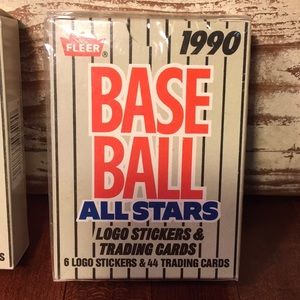 FLEER®
1990
BASE
BALL
ALL STARS
LOGO STICKERS &
TRADING CARDS
6 LOGO STICKERS & 44 TRADING CARDS
S